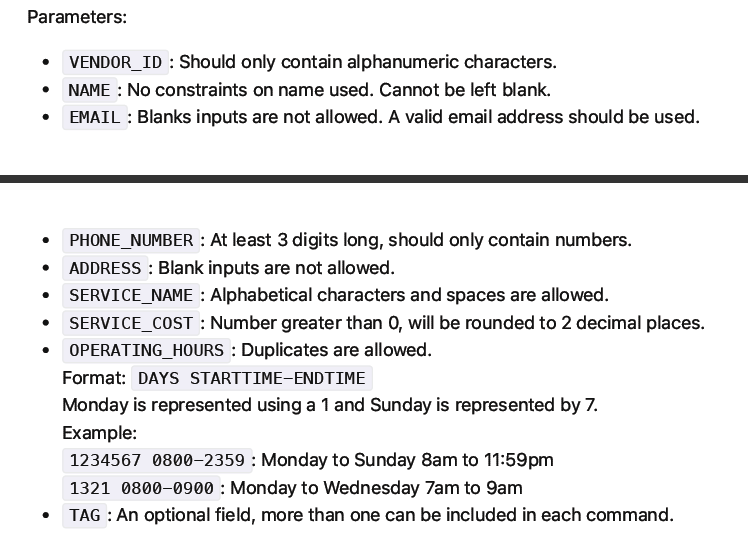 Parameters:
• VENDOR_ID : Should only contain alphanumeric characters.
• NAME : No constraints on name used. Cannot be left blank.
• EMAIL : Blanks inputs are not allowed. A valid email address should be used.
• PHONE_NUMBER : At least 3 digits long, should only contain numbers.
• ADDRESS : Blank inputs are not allowed.
• SERVICE_NAME : Alphabetical characters and spaces are allowed.
• SERVICE_COST : Number greater than 0, will be rounded to 2 decimal places.
• OPERATING_HOURS : Duplicates are allowed.
Format: DAYS STARTTIME-ENDTIME
Monday is represented using a 1 and Sunday is represented by 7.
Example:
1234567 0800-2359 : Monday to Sunday 8am to 11:59pm
1321 0800-0900 : Monday to Wednesday 7am to 9am
• TAG : An optional field, more than one can be included in each command.